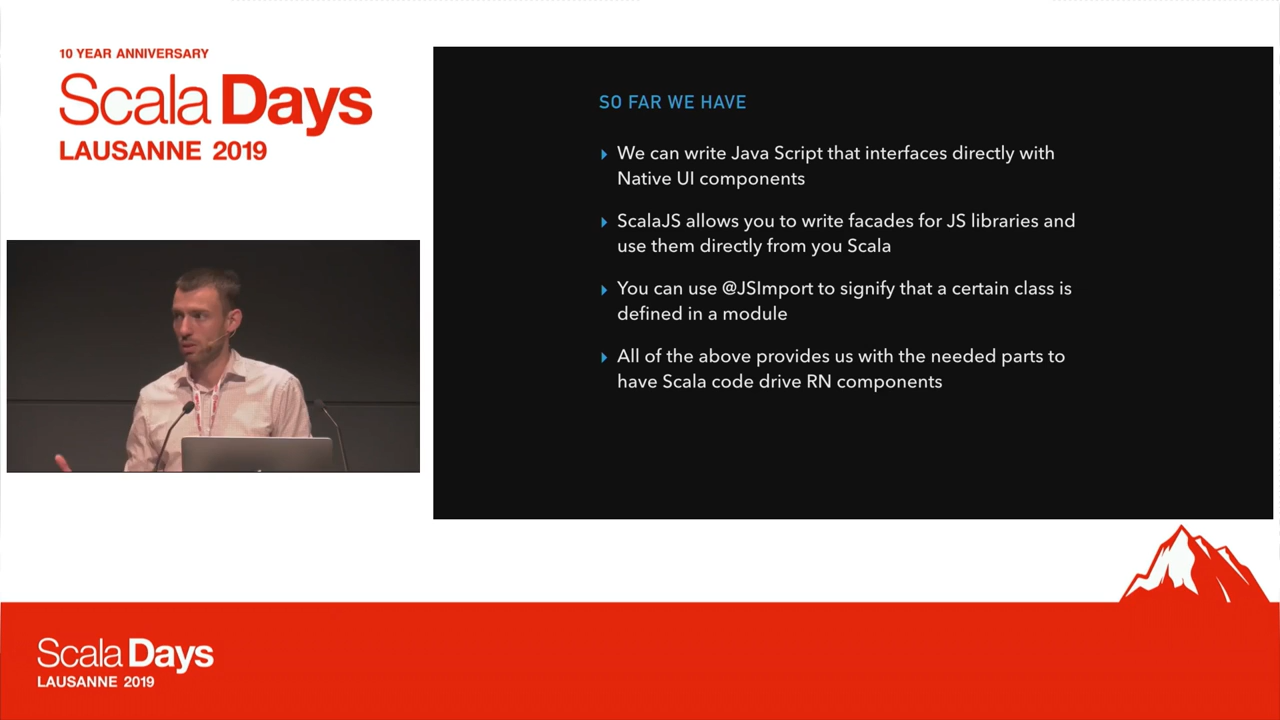 10 YEAR ANNIVERSARY
Scala Days
LAUSANNE 2019
SO FAR WE HAVE
We can write Java Script that interfaces directly with
Native UI components
ScalaJS allows you to write facades for JS libraries and
use them directly from you Scala
You can use @JSImport to signify that a certain class is
defined in a module
All of the above provides us with the needed parts to
have Scala code drive RN components
Scala Days
LAUSANNE 2019